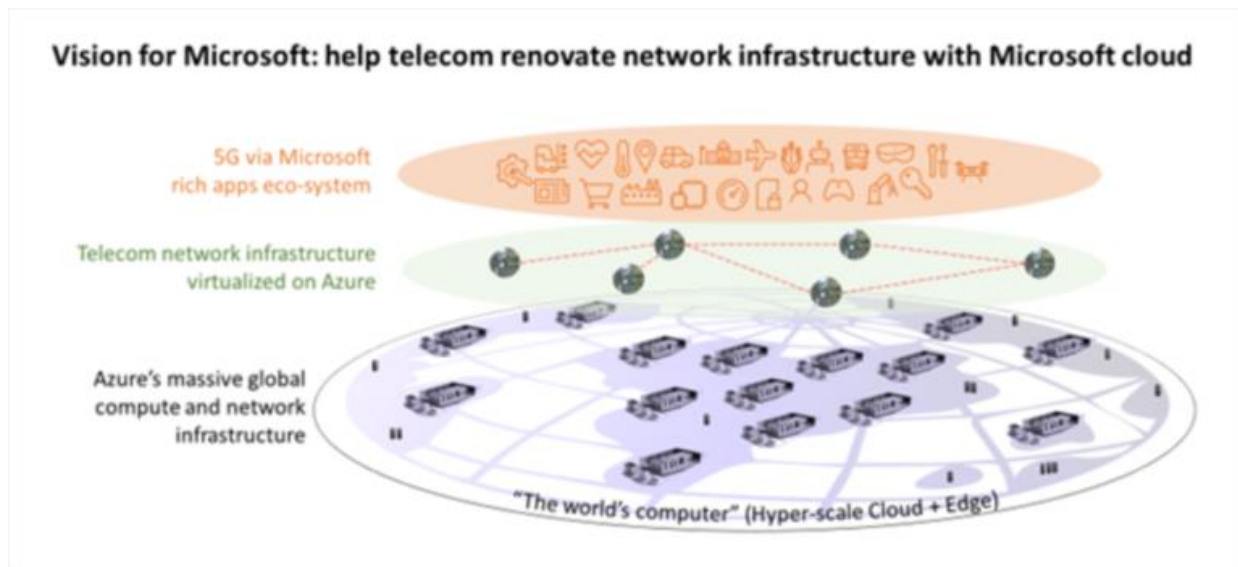 Vision for Microsoft: help telecom renovate network infrastructure with Microsoft cloud
5G via Microsoft
rich apps eco-system
Telecom network infrastructure
virtualized on Azure
Azure's massive global
compute and network
infrastructure
"The world's computer" (Hyper-scale Cloud + Edge)